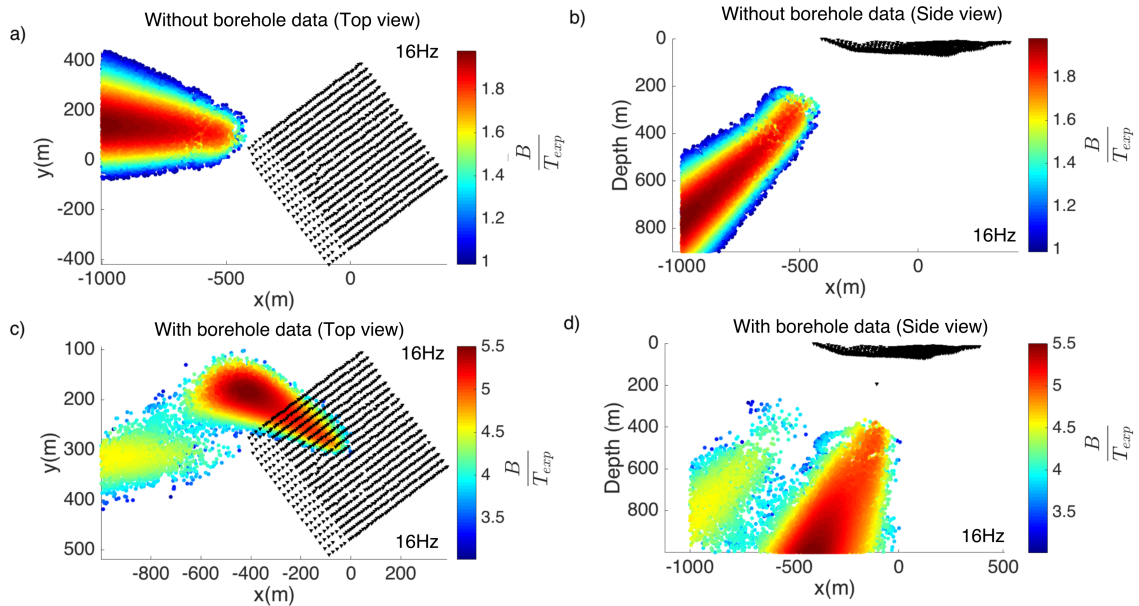 a)
Without borehole data (Top view)
16Hz
400
200
0
-200
-400
y(m)
-1000
-500
0
x(m)
1.8
1.6
1.4
1.2
1
B
T_exp
b)
Without borehole data (Side view)
0
200
400
600
800
Depth (m)
-1000
-500
0
x(m)
16Hz
1.8
1.6
1.4
1.2
1
B
T_exp
c)
With borehole data (Top view)
16Hz
100
200
300
400
500
y(m)
-800
-600
-400
-200
0
200
x(m)
16Hz
5.5
5
4.5
4
3.5
B
T_exp
d)
With borehole data (Side view)
0
200
400
600
800
Depth (m)
-1000
-500
0
500
x(m)
16Hz
5.5
5
4.5
4
3.5
B
T_exp